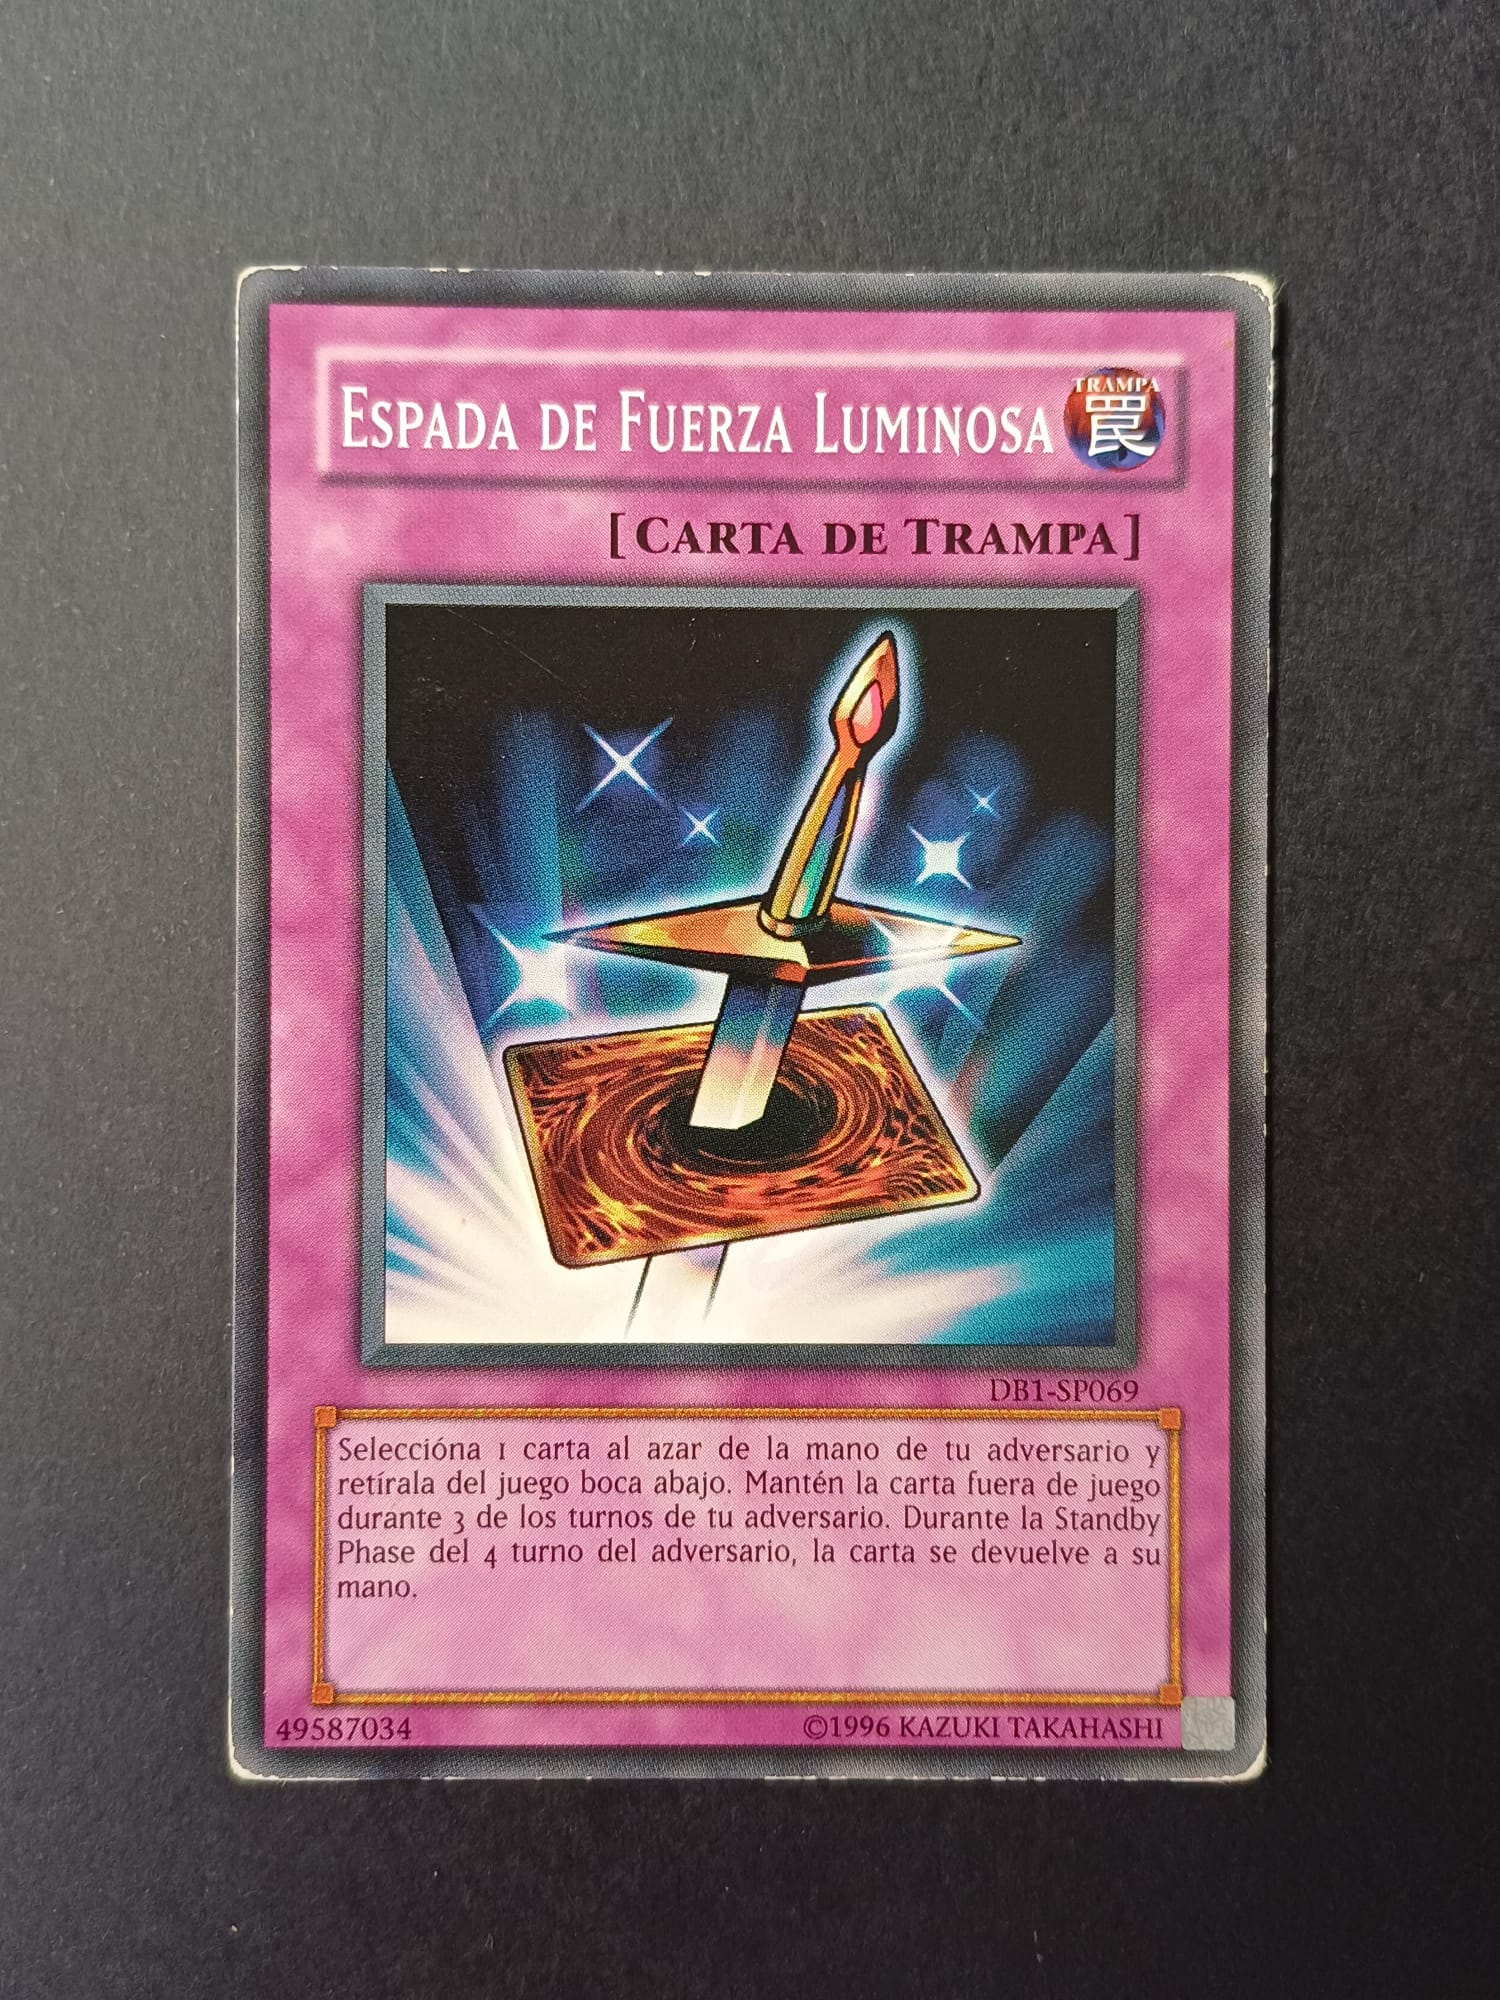 ESPADA DE FUERZA LUMINOSA
TRAMPA
罠
[CARTA DE TRAMPA]
DB1-SP069
Seleccióna 1 carta al azar de la mano de tu adversario y
retírala del juego boca abajo. Mantén la carta fuera de juego
durante 3 de los turnos de tu adversario. Durante la Standby
Phase del 4 turno del adversario, la carta se devuelve a su
mano.
49587034
©1996 KAZUKI TAKAHASHI